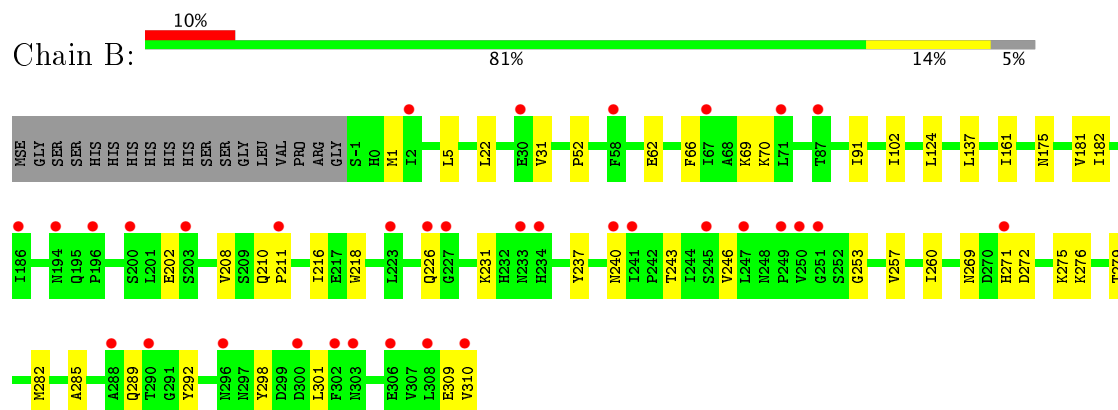 10%
Chain B:
81% 14% 5%
MSE GLY SER SER HIS HIS HIS HIS HIS HIS SER SER GLY LEU VAL PRO ARG GLY S-1 H0 M1 I2 L5 L22 E30 V31 P52 F58 E62 F66 I67 A68 K69 K70 L71 T87 I91 I102 L124 L137 I161 N175 V181 I182
I186 N194 Q195 P196 S200 L201 E202 S203 V208 S209 Q210 P211 I216 E217 W218 L223 Q226 G227 K231 H232 N233 H234 Y237 N240 I241 P242 T243 I244 S245 V246 L247 N248 P249 V250 G251 S252 G253 V257 I260 N269 D270 H271 D272 K275 K276 T279
M282 A285 A288 Q289 T290 G291 Y292 N296 N297 Y298 D299 D300 L301 F302 N303 E306 V307 L308 E309 V310